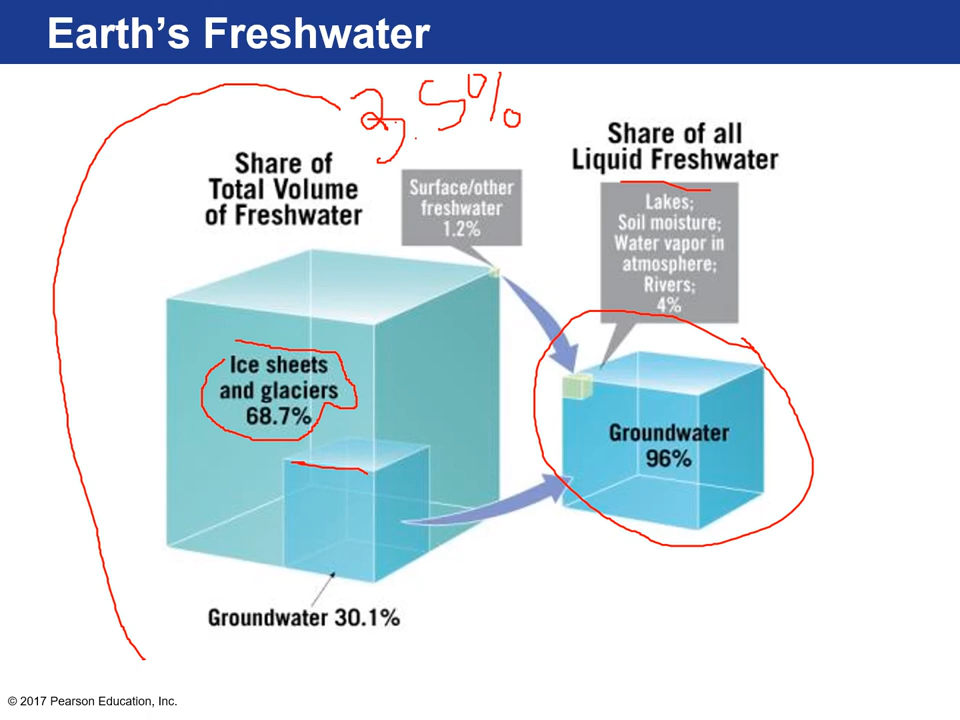 Earth's Freshwater
2.5%
Share of
Total Volume
of Freshwater
Surface/other
freshwater
1.2%
Share of all
Liquid Freshwater
Lakes;
Soil moisture;
Water vapor in
atmosphere;
Rivers;
4%
Ice sheets
and glaciers
68.7%
Groundwater
96%
Groundwater 30.1%
© 2017 Pearson Education, Inc.